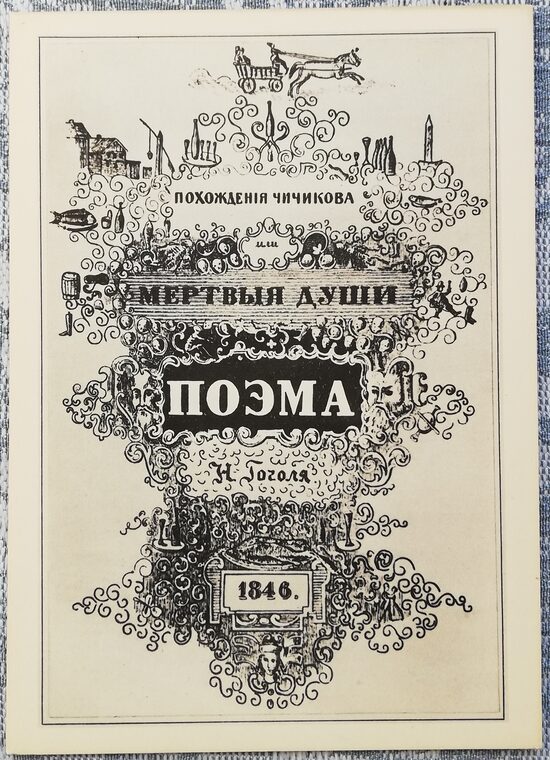 ПОХОЖДЕНІЯ ЧИЧИКОВА
или
МЕРТВЫЯ ДУШИ
ПОЭМА
Н. Гоголя
1846.